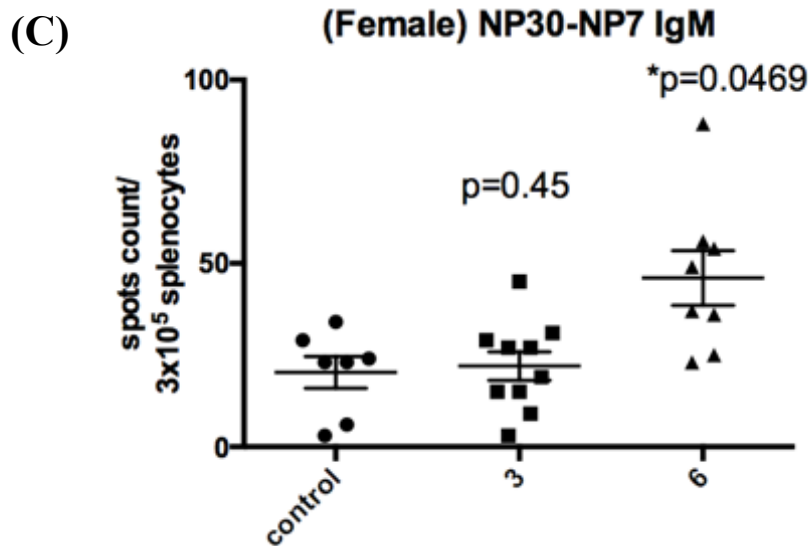 (C)
(Female) NP30-NP7 IgM
*p=0.0469
p=0.45
spots count/
3x10⁵ splenocytes
100
50
0
control
3
6